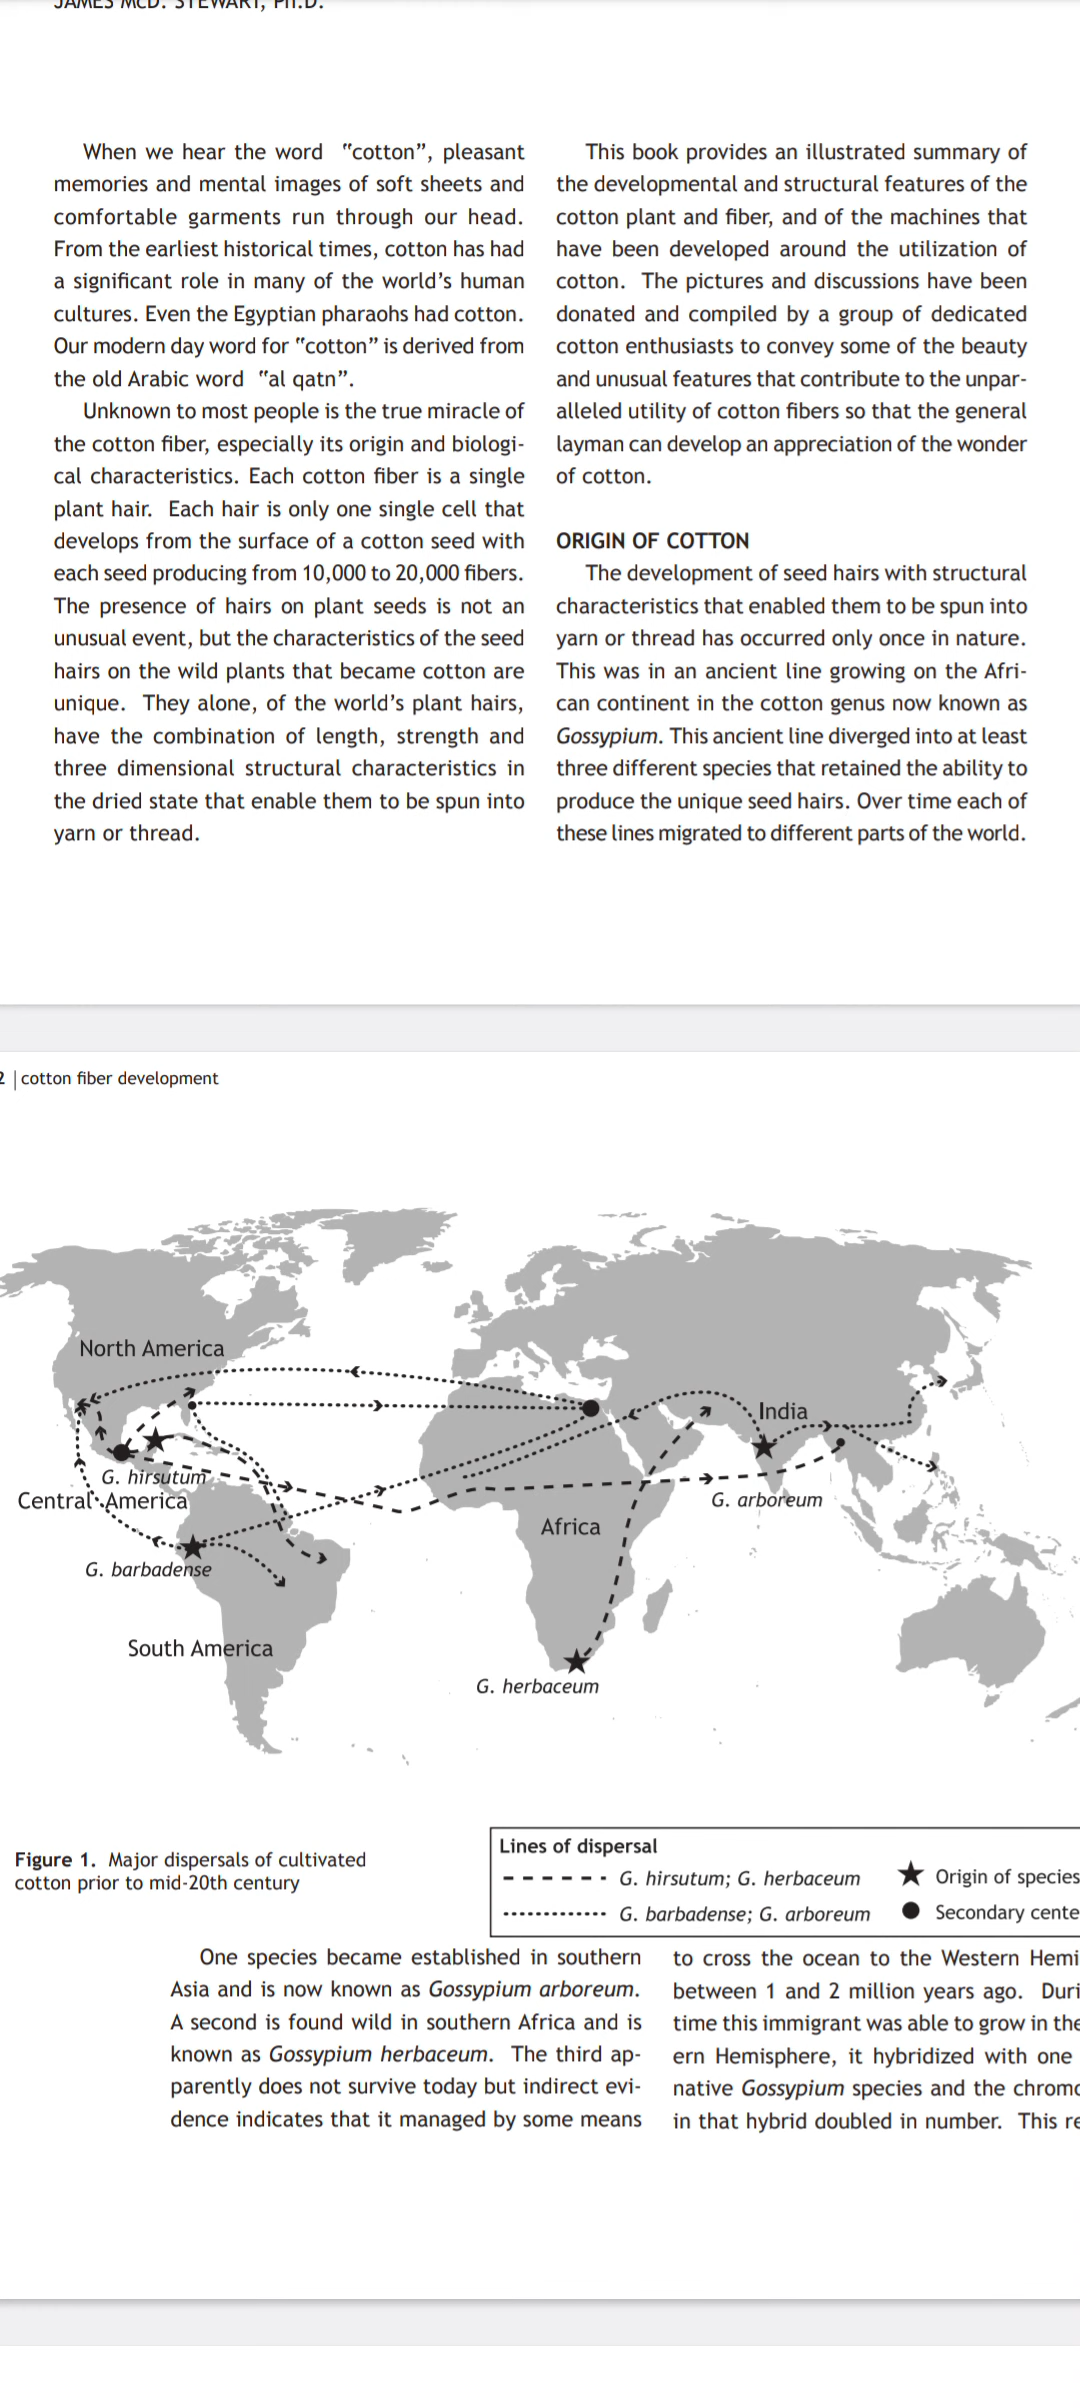 JAMES McD. STEWART, PH.D.
When we hear the word “cotton”, pleasant
memories and mental images of soft sheets and
comfortable garments run through our head.
From the earliest historical times, cotton has had
a significant role in many of the world’s human
cultures. Even the Egyptian pharaohs had cotton.
Our modern day word for “cotton” is derived from
the old Arabic word “al qatn”.
Unknown to most people is the true miracle of
the cotton fiber, especially its origin and biologi-
cal characteristics. Each cotton fiber is a single
plant hair. Each hair is only one single cell that
develops from the surface of a cotton seed with
each seed producing from 10,000 to 20,000 fibers.
The presence of hairs on plant seeds is not an
unusual event, but the characteristics of the seed
hairs on the wild plants that became cotton are
unique. They alone, of the world’s plant hairs,
have the combination of length, strength and
three dimensional structural characteristics in
the dried state that enable them to be spun into
yarn or thread.
This book provides an illustrated summary of
the developmental and structural features of the
cotton plant and fiber, and of the machines that
have been developed around the utilization of
cotton. The pictures and discussions have been
donated and compiled by a group of dedicated
cotton enthusiasts to convey some of the beauty
and unusual features that contribute to the unpar-
alleled utility of cotton fibers so that the general
layman can develop an appreciation of the wonder
of cotton.
ORIGIN OF COTTON
The development of seed hairs with structural
characteristics that enabled them to be spun into
yarn or thread has occurred only once in nature.
This was in an ancient line growing on the Afri-
can continent in the cotton genus now known as
Gossypium. This ancient line diverged into at least
three different species that retained the ability to
produce the unique seed hairs. Over time each of
these lines migrated to different parts of the world.
2 | cotton fiber development
North America
India
G. hirsutum
Central America
G. arboreum
Africa
G. barbadense
South America
G. herbaceum
Figure 1. Major dispersals of cultivated
cotton prior to mid-20th century
Lines of dispersal
G. hirsutum; G. herbaceum
G. barbadense; G. arboreum
Origin of species
Secondary cente
One species became established in southern
Asia and is now known as Gossypium arboreum.
A second is found wild in southern Africa and is
known as Gossypium herbaceum. The third ap-
parently does not survive today but indirect evi-
dence indicates that it managed by some means
to cross the ocean to the Western Hemi
between 1 and 2 million years ago. Duri
time this immigrant was able to grow in the
ern Hemisphere, it hybridized with one
native Gossypium species and the chromo
in that hybrid doubled in number. This re